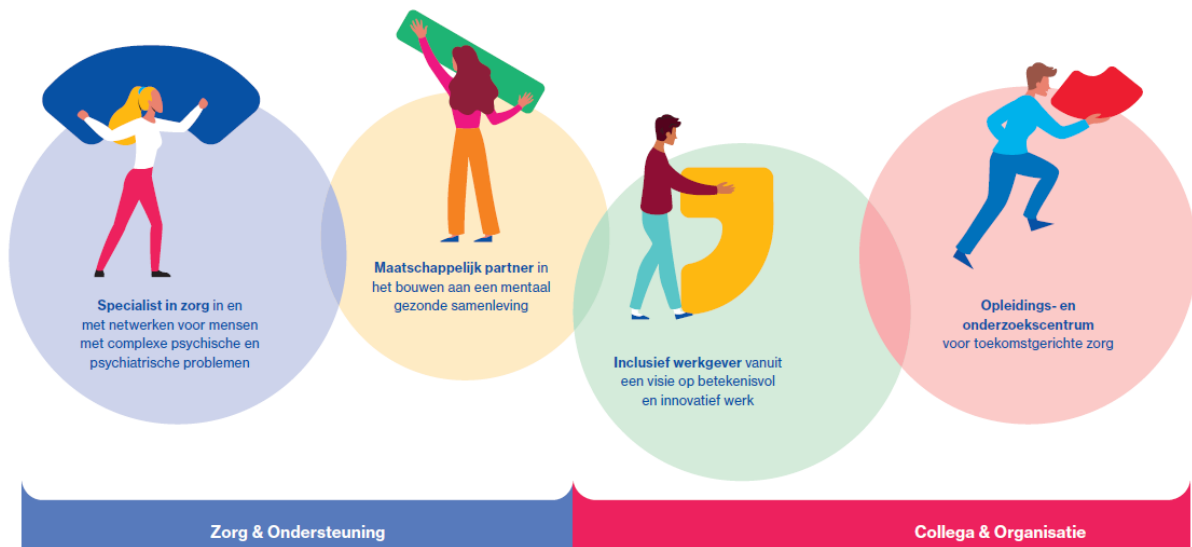 Specialist in zorg in en
met netwerken voor mensen
met complexe psychische en
psychiatrische problemen
Maatschappelijk partner in
het bouwen aan een mentaal
gezonde samenleving
Inclusief werkgever vanuit
een visie op betekenisvol
en innovatief werk
Opleidings- en
onderzoekscentrum
voor toekomstgerichte zorg
Zorg & Ondersteuning
Collega & Organisatie